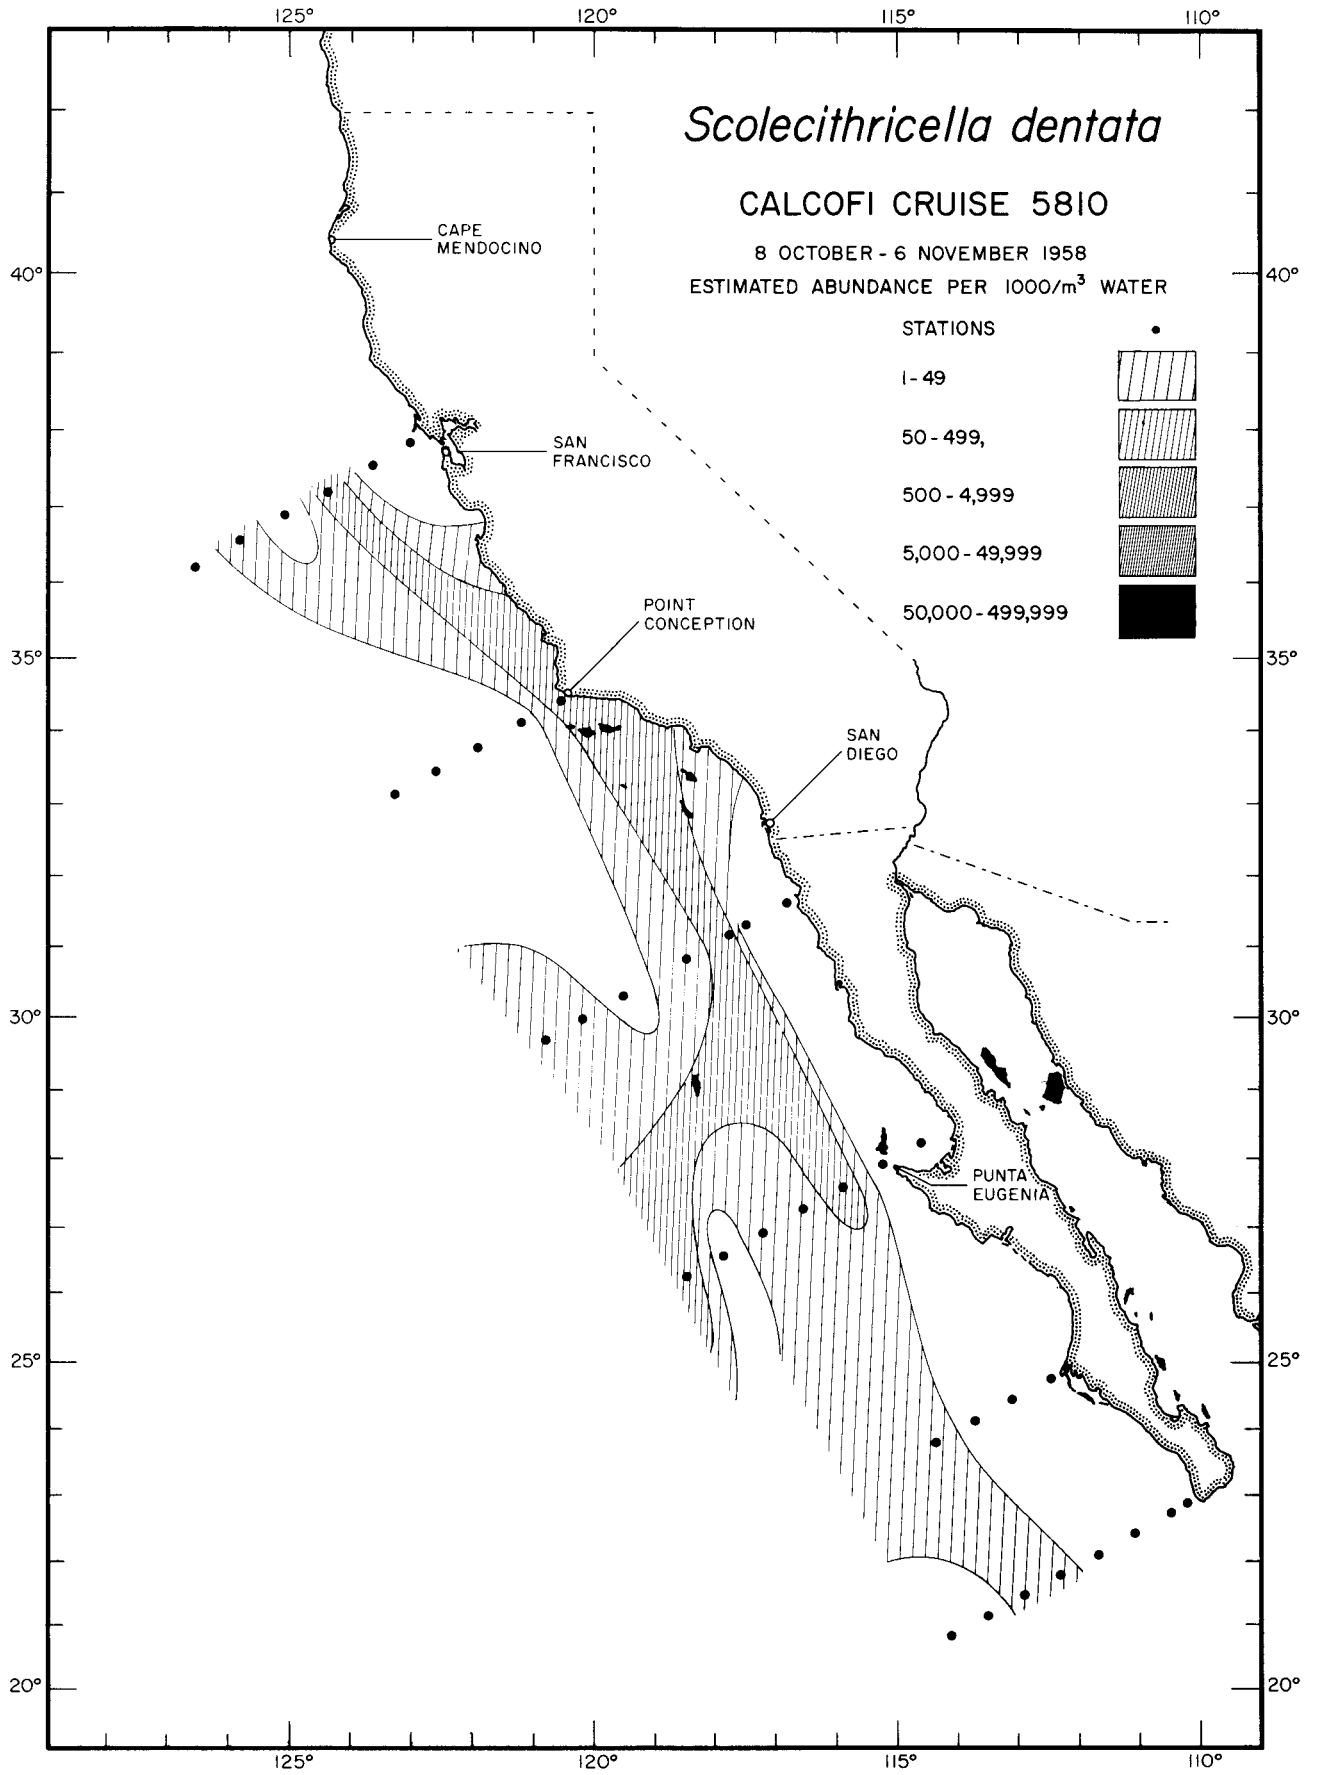 125° 120° 115° 110°
Scolecithricella dentata
CALCOFI CRUISE 5810
8 OCTOBER - 6 NOVEMBER 1958
ESTIMATED ABUNDANCE PER 1000/m³ WATER
STATIONS
1-49
50-499,
500-4,999
5,000-49,999
50,000-499,999
CAPE
MENDOCINO
40° 40°
SAN
FRANCISCO
POINT
CONCEPTION
35° 35°
SAN
DIEGO
30° 30°
PUNTA
EUGENIA
25° 25°
20° 20°
125° 120° 115° 110°